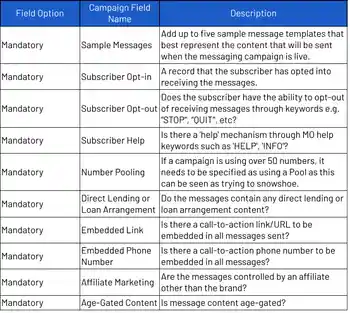 Field Option
Campaign Field
Name
Description
Mandatory
Sample Messages
Add up to five sample message templates that
best represent the content that will be sent
when the messaging campaign is live.
Mandatory
Subscriber Opt-in
A record that the subscriber has opted into
receiving the messages.
Mandatory
Subscriber Opt-out
Does the subscriber have the ability to opt-out
of receiving messages through keywords e.g.
"STOP", "QUIT", etc?
Mandatory
Subscriber Help
Is there a 'help' mechanism through MO help
keywords such as 'HELP', 'INFO'?
Mandatory
Number Pooling
If a campaign is using over 50 numbers, it
needs to be specified as using a Pool as this
can be seen as trying to snowshoe.
Mandatory
Direct Lending or
Loan Arrangement
Do the messages contain any direct lending or
loan arrangement content?
Mandatory
Embedded Link
Is there a call-to-action link/URL to be
embedded in all messages sent?
Mandatory
Embedded Phone
Number
Is there a call-to-action phone number to be
embedded in all messages?
Mandatory
Affiliate Marketing
Are the messages controlled by an affiliate
other than the brand?
Mandatory
Age-Gated Content
Is message content age-gated?